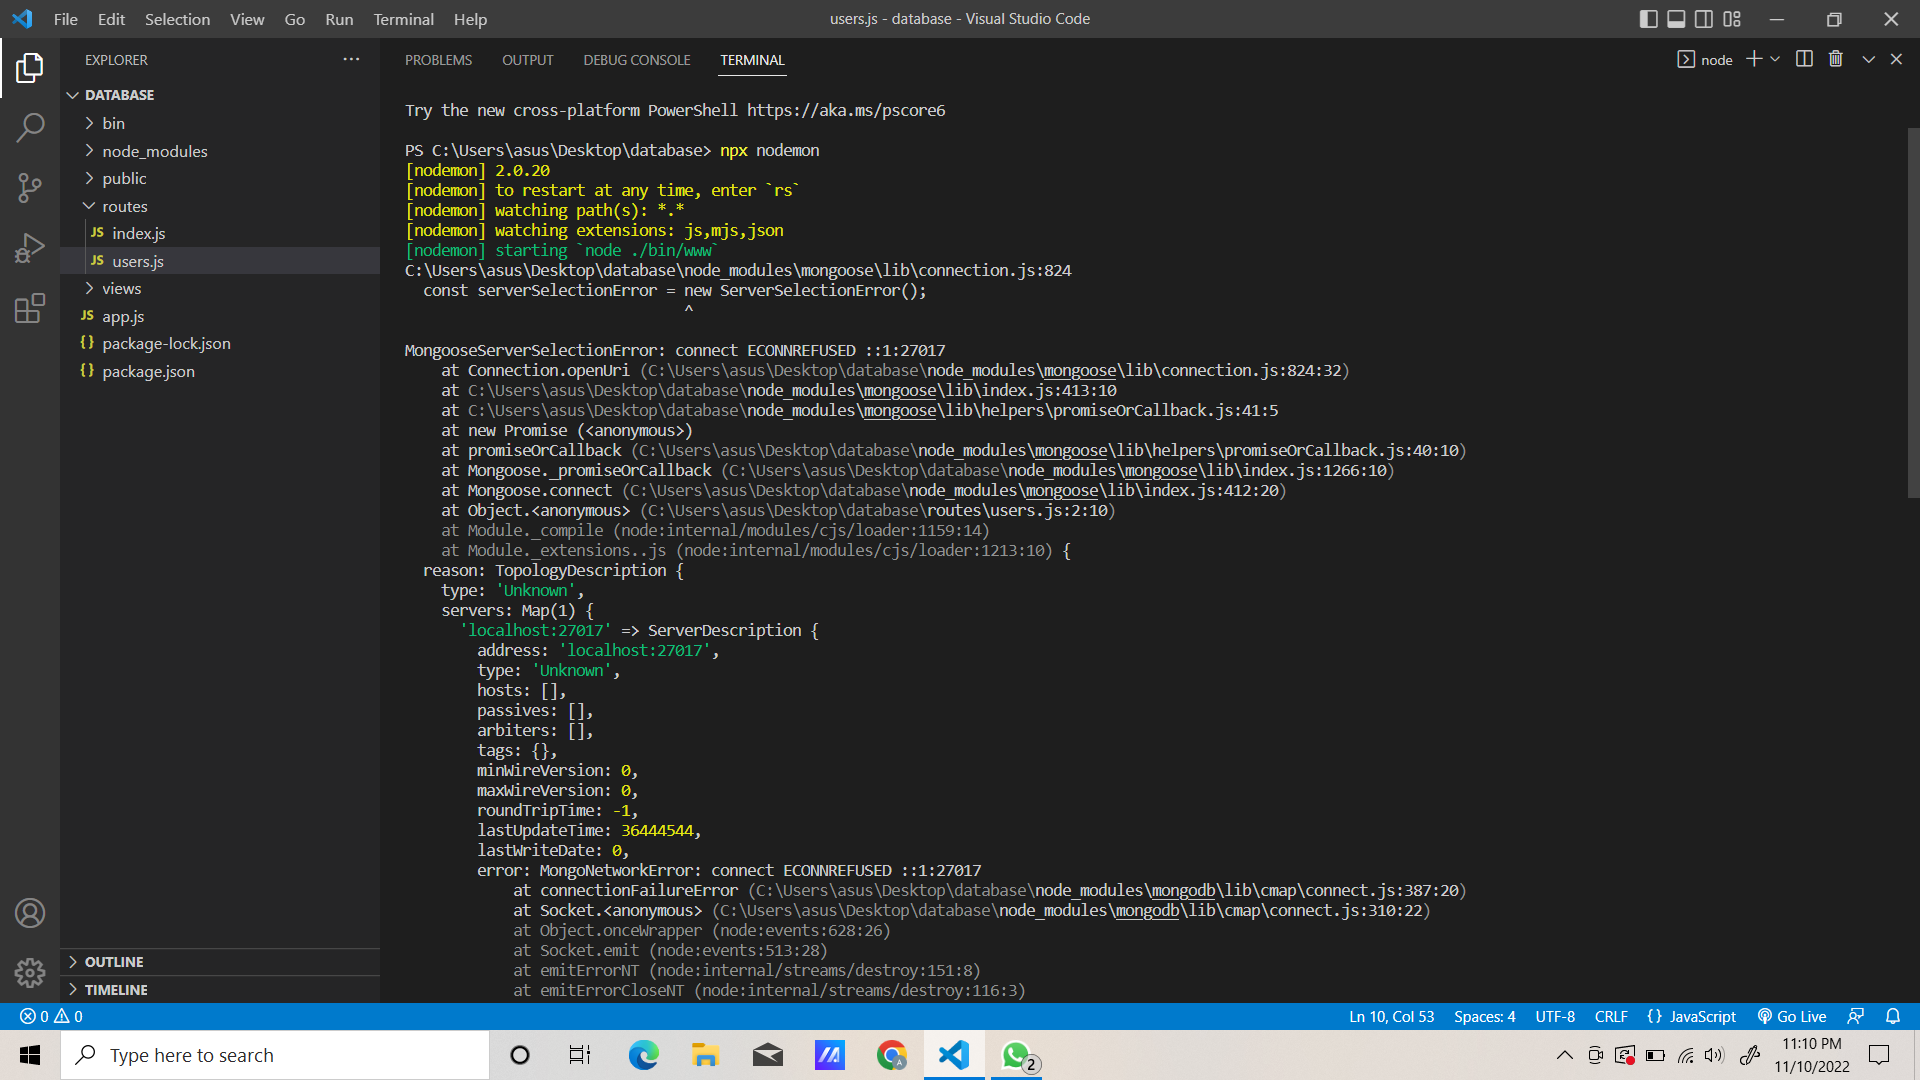 File Edit Selection View Go Run Terminal Help
users.js - database - Visual Studio Code
EXPLORER
DATABASE
bin
node_modules
public
routes
JS index.js
JS users.js
views
JS app.js
{} package-lock.json
{} package.json
OUTLINE
TIMELINE
PROBLEMS OUTPUT DEBUG CONSOLE TERMINAL
node
Try the new cross-platform PowerShell https://aka.ms/pscore6
PS C:\Users\asus\Desktop\database> npx nodemon
[nodemon] 2.0.20
[nodemon] to restart at any time, enter `rs`
[nodemon] watching path(s): *.*
[nodemon] watching extensions: js,mjs,json
[nodemon] starting `node ./bin/www`
C:\Users\asus\Desktop\database\node_modules\mongoose\lib\connection.js:824
const serverSelectionError = new ServerSelectionError();
^
MongooseServerSelectionError: connect ECONNREFUSED ::1:27017
at Connection.openUri (C:\Users\asus\Desktop\database\node_modules\mongoose\lib\connection.js:824:32)
at C:\Users\asus\Desktop\database\node_modules\mongoose\lib\index.js:413:10
at C:\Users\asus\Desktop\database\node_modules\mongoose\lib\helpers\promiseOrCallback.js:41:5
at new Promise (<anonymous>)
at promiseOrCallback (C:\Users\asus\Desktop\database\node_modules\mongoose\lib\helpers\promiseOrCallback.js:40:10)
at Mongoose._promiseOrCallback (C:\Users\asus\Desktop\database\node_modules\mongoose\lib\index.js:1266:10)
at Mongoose.connect (C:\Users\asus\Desktop\database\node_modules\mongoose\lib\index.js:412:20)
at Object.<anonymous> (C:\Users\asus\Desktop\database\routes\users.js:2:10)
at Module._compile (node:internal/modules/cjs/loader:1159:14)
at Module._extensions..js (node:internal/modules/cjs/loader:1213:10) {
reason: TopologyDescription {
type: 'Unknown',
servers: Map(1) {
'localhost:27017' => ServerDescription {
address: 'localhost:27017',
type: 'Unknown',
hosts: [],
passives: [],
arbiters: [],
tags: {},
minWireVersion: 0,
maxWireVersion: 0,
roundTripTime: -1,
lastUpdateTime: 36444544,
lastWriteDate: 0,
error: MongoNetworkError: connect ECONNREFUSED ::1:27017
at connectionFailureError (C:\Users\asus\Desktop\database\node_modules\mongodb\lib\cmap\connect.js:387:20)
at Socket.<anonymous> (C:\Users\asus\Desktop\database\node_modules\mongodb\lib\cmap\connect.js:310:22)
at Object.onceWrapper (node:events:628:26)
at Socket.emit (node:events:513:28)
at emitErrorNT (node:internal/streams/destroy:151:8)
at emitErrorCloseNT (node:internal/streams/destroy:116:3)
0 0
Ln 10, Col 53 Spaces: 4 UTF-8 CRLF {} JavaScript Go Live
Type here to search
A
2
11:10 PM
11/10/2022